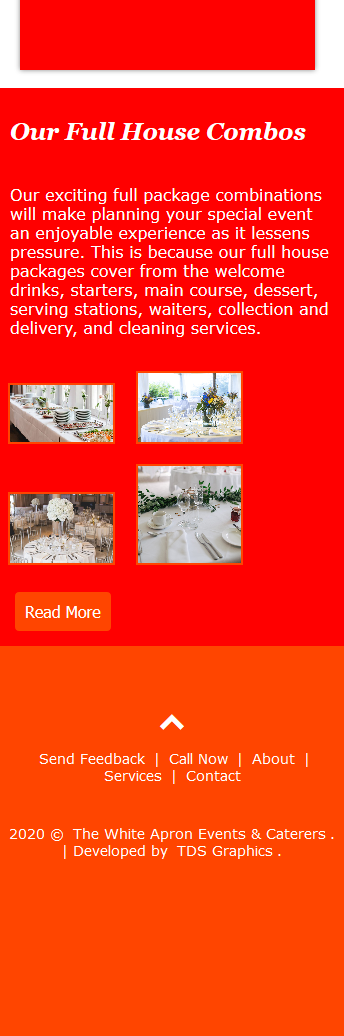 Our Full House Combos
Our exciting full package combinations
will make planning your special event
an enjoyable experience as it lessens
pressure. This is because our full house
packages cover from the welcome
drinks, starters, main course, dessert,
serving stations, waiters, collection and
delivery, and cleaning services.
Read More
Send Feedback | Call Now | About |
Services | Contact
2020 © The White Apron Events & Caterers .
| Developed by TDS Graphics .